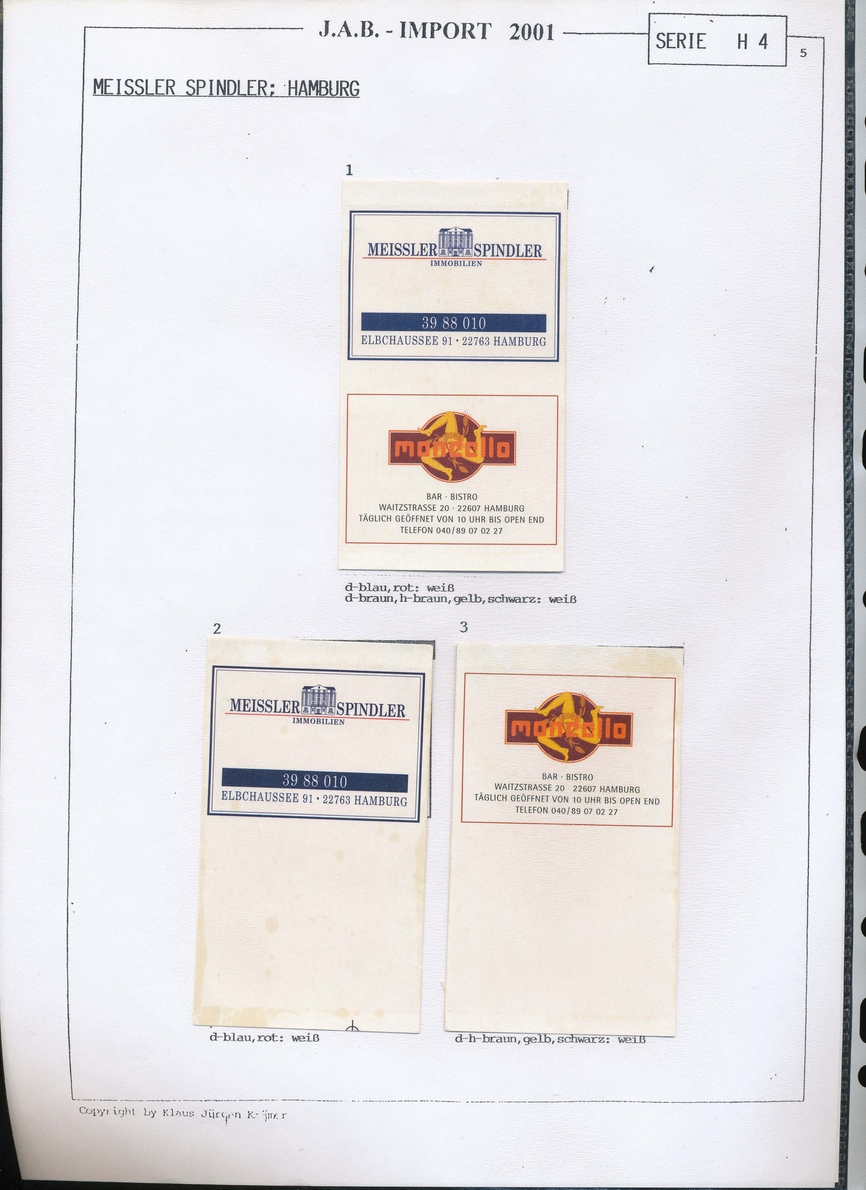 J.A.B. - IMPORT 2001
SERIE H 4
5
MEISSLER SPINDLER; HAMBURG
1
MEISSLER SPINDLER
IMMOBILIEN
39 88 010
ELBCHAUSSEE 91 · 22763 HAMBURG
mondello
BAR · BISTRO
WAITZSTRASSE 20 · 22607 HAMBURG
TÄGLICH GEÖFFNET VON 10 UHR BIS OPEN END
TELEFON 040/89 07 02 27
d-blau,rot: weiß
d-braun,h-braun,gelb,schwarz: weiß
2
MEISSLER SPINDLER
IMMOBILIEN
39 88 010
ELBCHAUSSEE 91 · 22763 HAMBURG
d-blau,rot: weiß
3
mondello
BAR · BISTRO
WAITZSTRASSE 20 22607 HAMBURG
TÄGLICH GEÖFFNET VON 10 UHR BIS OPEN END
TELEFON 040/89 07 02 27
d-h-braun,gelb,schwarz: weiß
Copyright by Klaus Jürgen